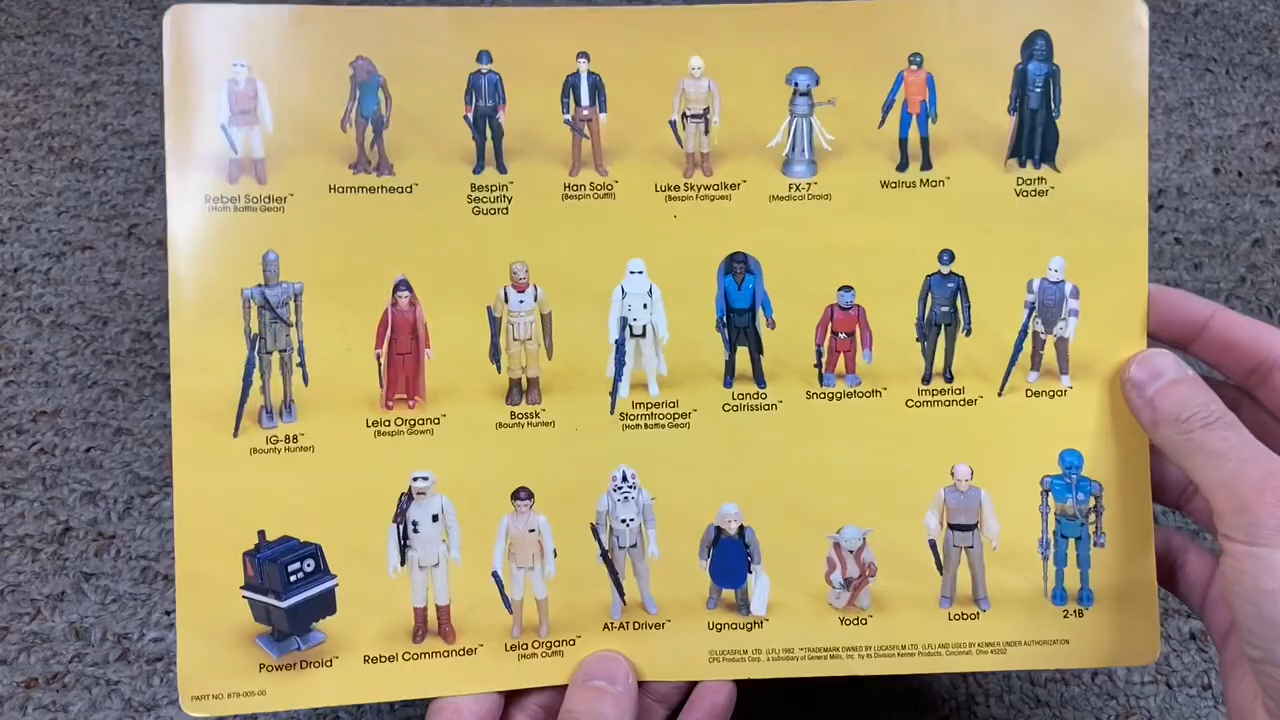 Rebel Soldier™
(Hoth Battle Gear)
Hammerhead™
Bespin™
Security
Guard
Han Solo™
(Bespin Outfit)
Luke Skywalker™
(Bespin Fatigues)
FX-7™
(Medical Droid)
Walrus Man™
Darth
Vader™
IG-88™
(Bounty Hunter)
Leia Organa™
(Bespin Gown)
Bossk™
(Bounty Hunter)
Imperial
Stormtrooper™
(Hoth Battle Gear)
Lando
Calrissian™
Snaggletooth™
Imperial
Commander™
Dengar™
Power Droid™
Rebel Commander™
Leia Organa™
(Hoth Outfit)
AT-AT Driver™
Ugnaught™
Yoda™
Lobot™
2-1B™
©LUCASFILM LTD. (LFL) 1982. ™TRADEMARK OWNED BY LUCASFILM LTD. (LFL) AND USED BY KENNER UNDER AUTHORIZATION.
CPG Products Corp., a subsidiary of General Mills, Inc. by its Division Kenner Products, Cincinnati, Ohio 45202
PART NO. 879-005-00